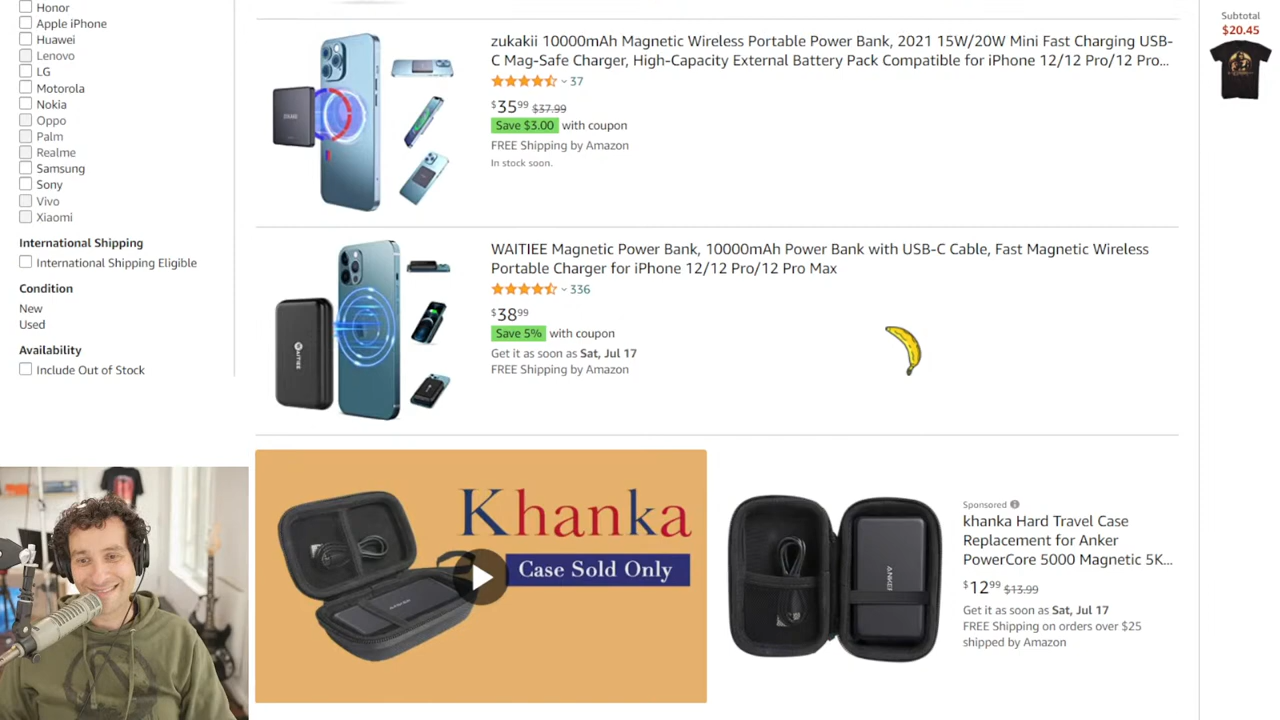 Honor
Apple iPhone
Huawei
Lenovo
LG
Motorola
Nokia
Oppo
Palm
Realme
Samsung
Sony
Vivo
Xiaomi
International Shipping
International Shipping Eligible
Condition
New
Used
Availability
Include Out of Stock
zukakii 10000mAh Magnetic Wireless Portable Power Bank, 2021 15W/20W Mini Fast Charging USB-
C Mag-Safe Charger, High-Capacity External Battery Pack Compatible for iPhone 12/12 Pro/12 Pro...
37
$35.99 $37.99
Save $3.00 with coupon
FREE Shipping by Amazon
In stock soon.
WAITIEE Magnetic Power Bank, 10000mAh Power Bank with USB-C Cable, Fast Magnetic Wireless
Portable Charger for iPhone 12/12 Pro/12 Pro Max
336
$38.99
Save 5% with coupon
Get it as soon as Sat, Jul 17
FREE Shipping by Amazon
WAITIEE
Khanka
Case Sold Only
ANKER
Sponsored
khanka Hard Travel Case
Replacement for Anker
PowerCore 5000 Magnetic 5K...
$12.99 $13.99
Get it as soon as Sat, Jul 17
FREE Shipping on orders over $25
shipped by Amazon
Subtotal
$20.45